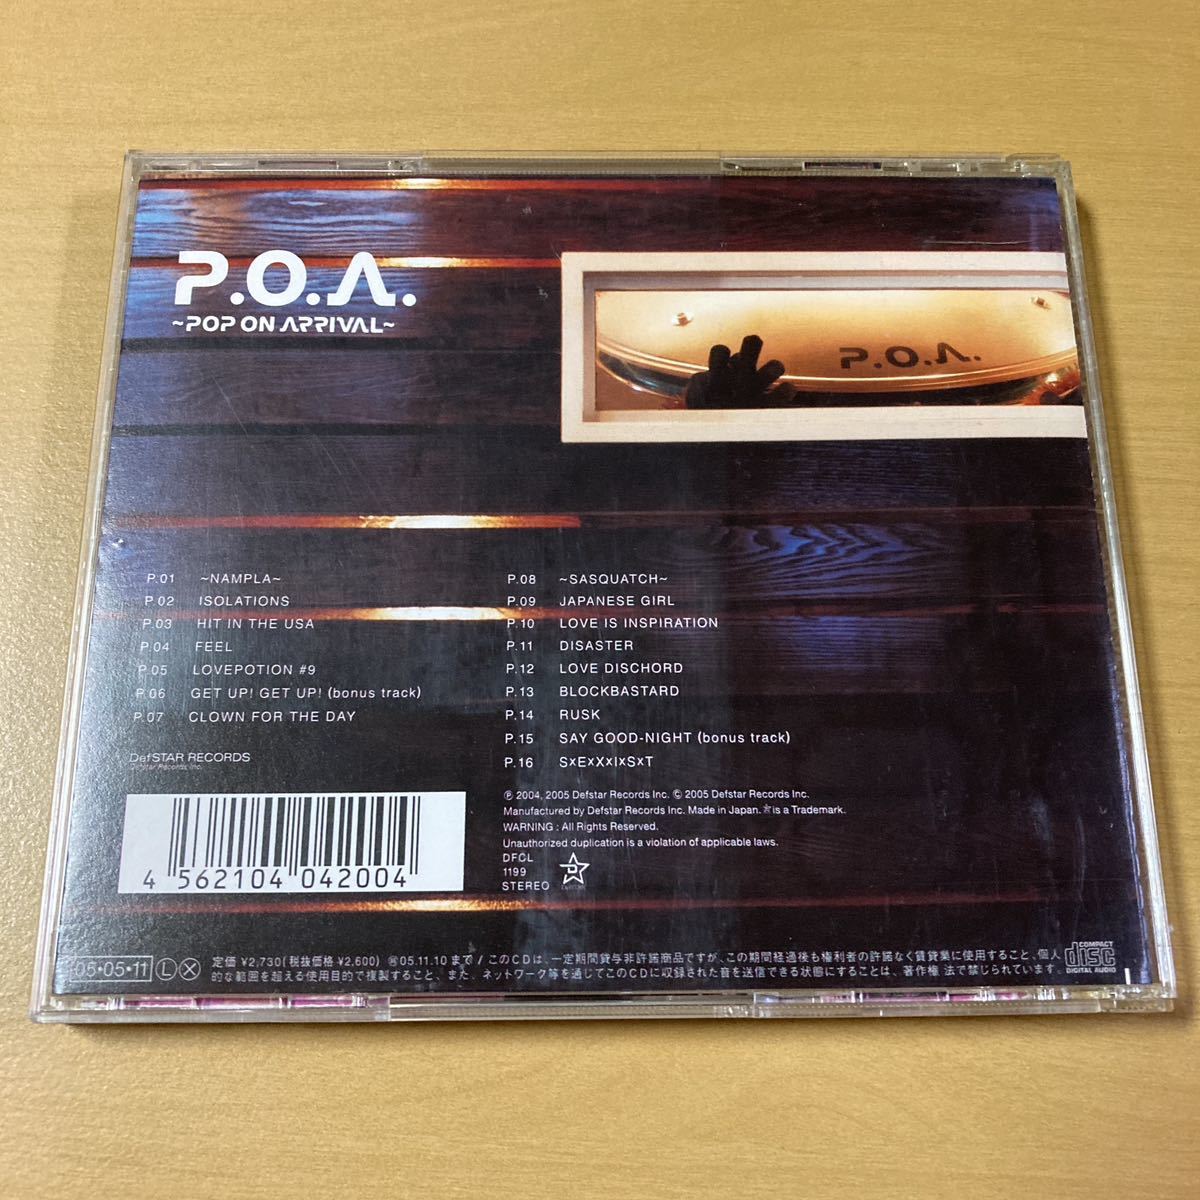 P.O.A.
~POP ON ARRIVAL~
P.O.A.
P.01 ~NAMPLA~
P.02 ISOLATIONS
P.03 HIT IN THE USA
P.04 FEEL
P.05 LOVEPOTION #9
P.06 GET UP! GET UP! (bonus track)
P.07 CLOWN FOR THE DAY
P.08 ~SASQUATCH~
P.09 JAPANESE GIRL
P.10 LOVE IS INSPIRATION
P.11 DISASTER
P.12 LOVE DISCHORD
P.13 BLOCKBASTARD
P.14 RUSK
P.15 SAY GOOD-NIGHT (bonus track)
P.16 S×E×X×I×S×T
DefSTAR RECORDS
Defstar Records Inc.
4 562104 042004
℗ 2004, 2005 Defstar Records Inc. © 2005 Defstar Records Inc.
Manufactured by Defstar Records Inc. Made in Japan. is a Trademark.
WARNING : All Rights Reserved.
Unauthorized duplication is a violation of applicable laws.
DFCL
1199
STEREO
05•05•11 L X 定価 ¥2,730(税抜価格 ¥2,600) ㊫05.11.10まで/このCDは、一定期間貸与非許諾商品ですが、この期間経過後も権利者の許諾なく賃貸業に使用すること、個人
的な範囲を超える使用目的で複製すること、また、ネットワーク等を通じてこのCDに収録された音を送信できる状態にすることは、著作権法で禁じられています。
COMPACT
disc
DIGITAL AUDIO